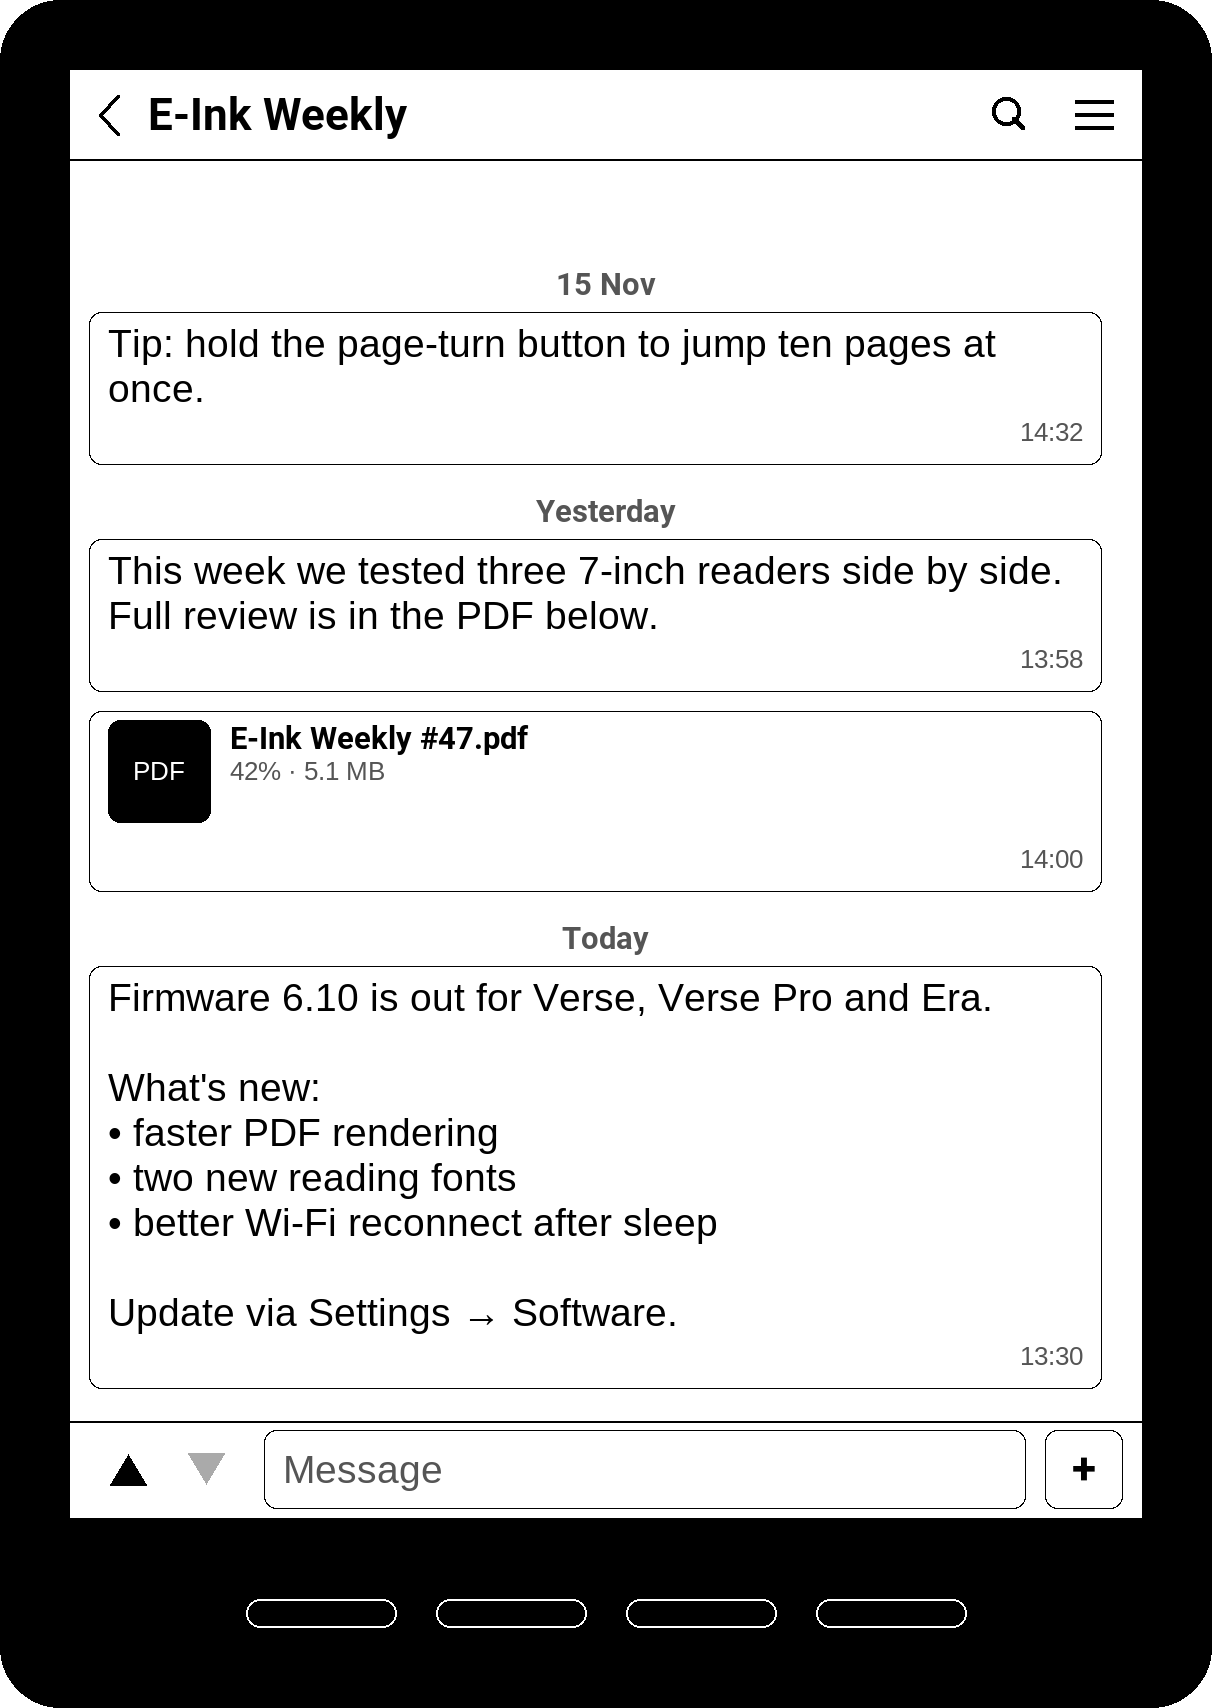 E-Ink Weekly
15 Nov
Tip: hold the page-turn button to jump ten pages at
once.
14:32
Yesterday
This week we tested three 7-inch readers side by side.
Full review is in the PDF below.
13:58
PDF
E-Ink Weekly #47.pdf
42% · 5.1 MB
14:00
Today
Firmware 6.10 is out for Verse, Verse Pro and Era.
What's new:
• faster PDF rendering
• two new reading fonts
• better Wi-Fi reconnect after sleep
Update via Settings → Software.
13:30
Message